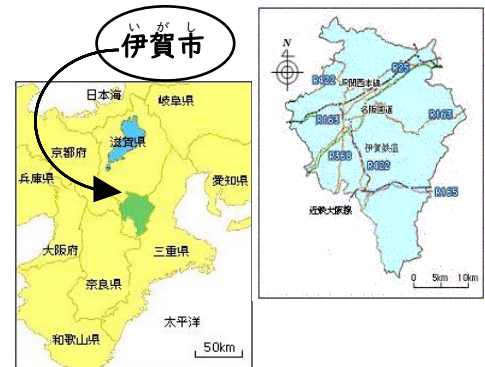 いがし
伊賀市
日本海
岐阜県
滋賀県
京都府
兵庫県
愛知県
大阪府
三重県
奈良県
太平洋
和歌山県
50km
N
R25
R422
JR関西本線
名阪国道
R163
R163
伊賀鉄道
R368
R422
R165
近鉄大阪線
0 5km 10km